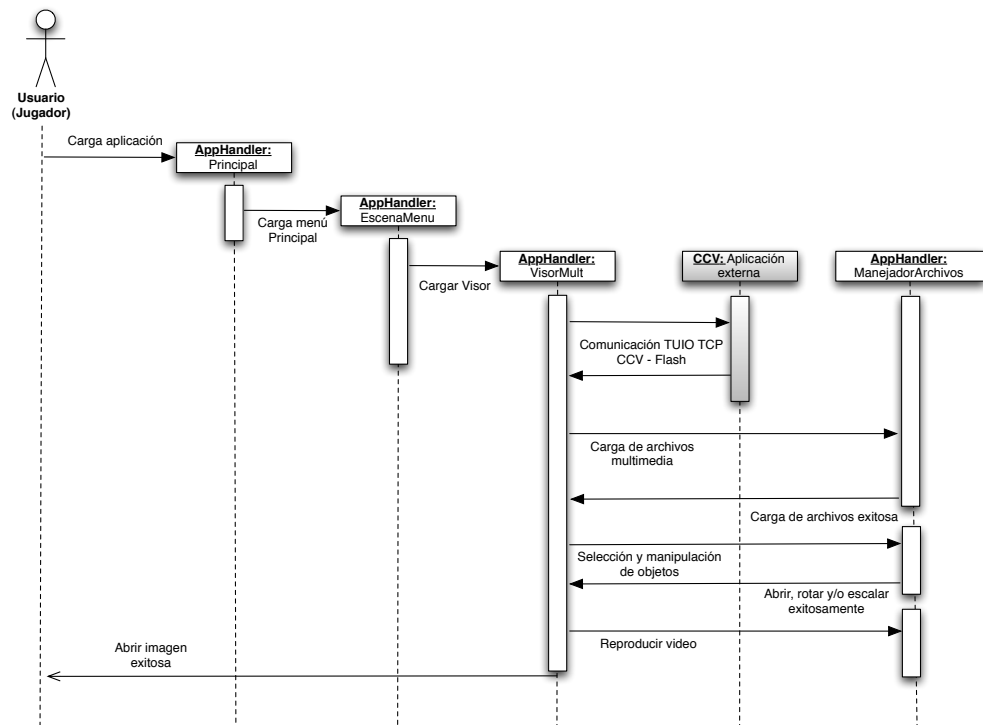 Usuario
(Jugador)
Carga aplicación
AppHandler:
Principal
Carga menú
Principal
AppHandler:
EscenaMenu
Cargar Visor
AppHandler:
VisorMult
CCV: Aplicación
externa
AppHandler:
ManejadorArchivos
Comunicación TUIO TCP
CCV - Flash
Carga de archivos
multimedia
Carga de archivos exitosa
Selección y manipulación
de objetos
Abrir, rotar y/o escalar
exitosamente
Reproducir video
Abrir imagen
exitosa